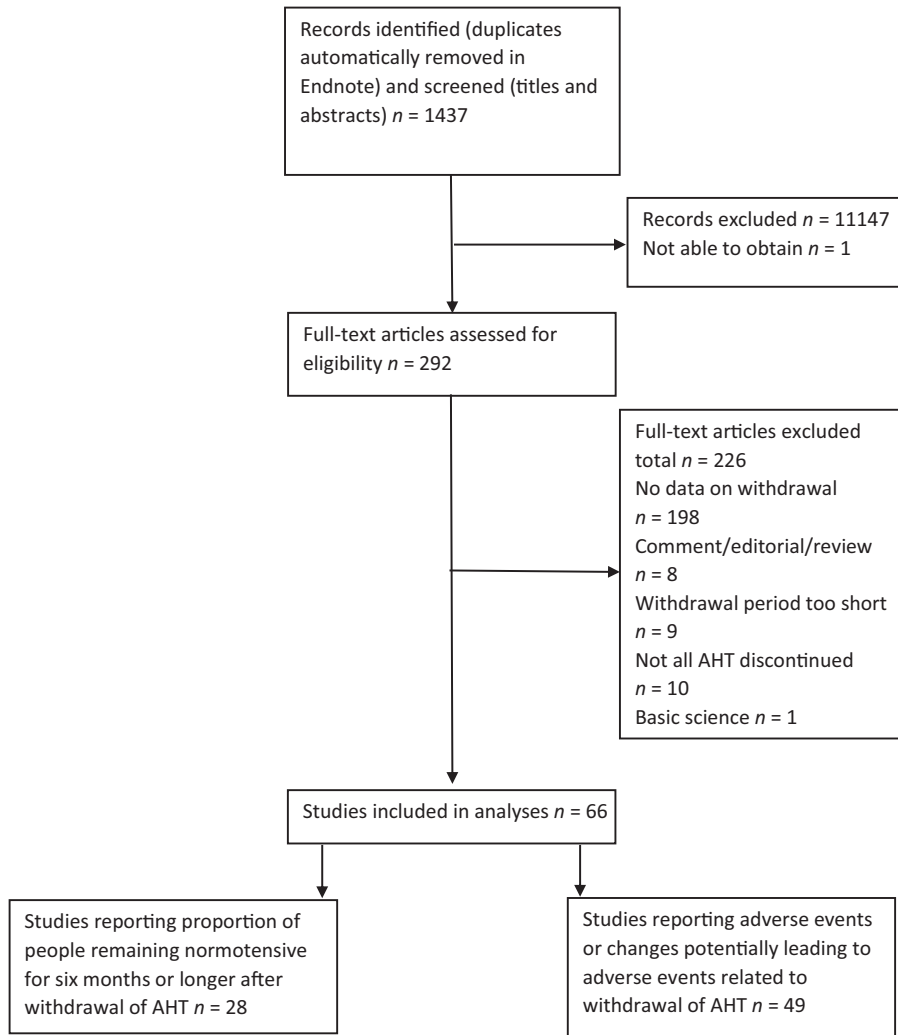 Records identified (duplicates
automatically removed in
Endnote) and screened (titles and
abstracts) n = 1437
Records excluded n = 11147
Not able to obtain n = 1
Full-text articles assessed for
eligibility n = 292
Full-text articles excluded
total n = 226
No data on withdrawal
n = 198
Comment/editorial/review
n = 8
Withdrawal period too short
n = 9
Not all AHT discontinued
n = 10
Basic science n = 1
Studies included in analyses n = 66
Studies reporting proportion of
people remaining normotensive
for six months or longer after
withdrawal of AHT n = 28
Studies reporting adverse events
or changes potentially leading to
adverse events related to
withdrawal of AHT n = 49